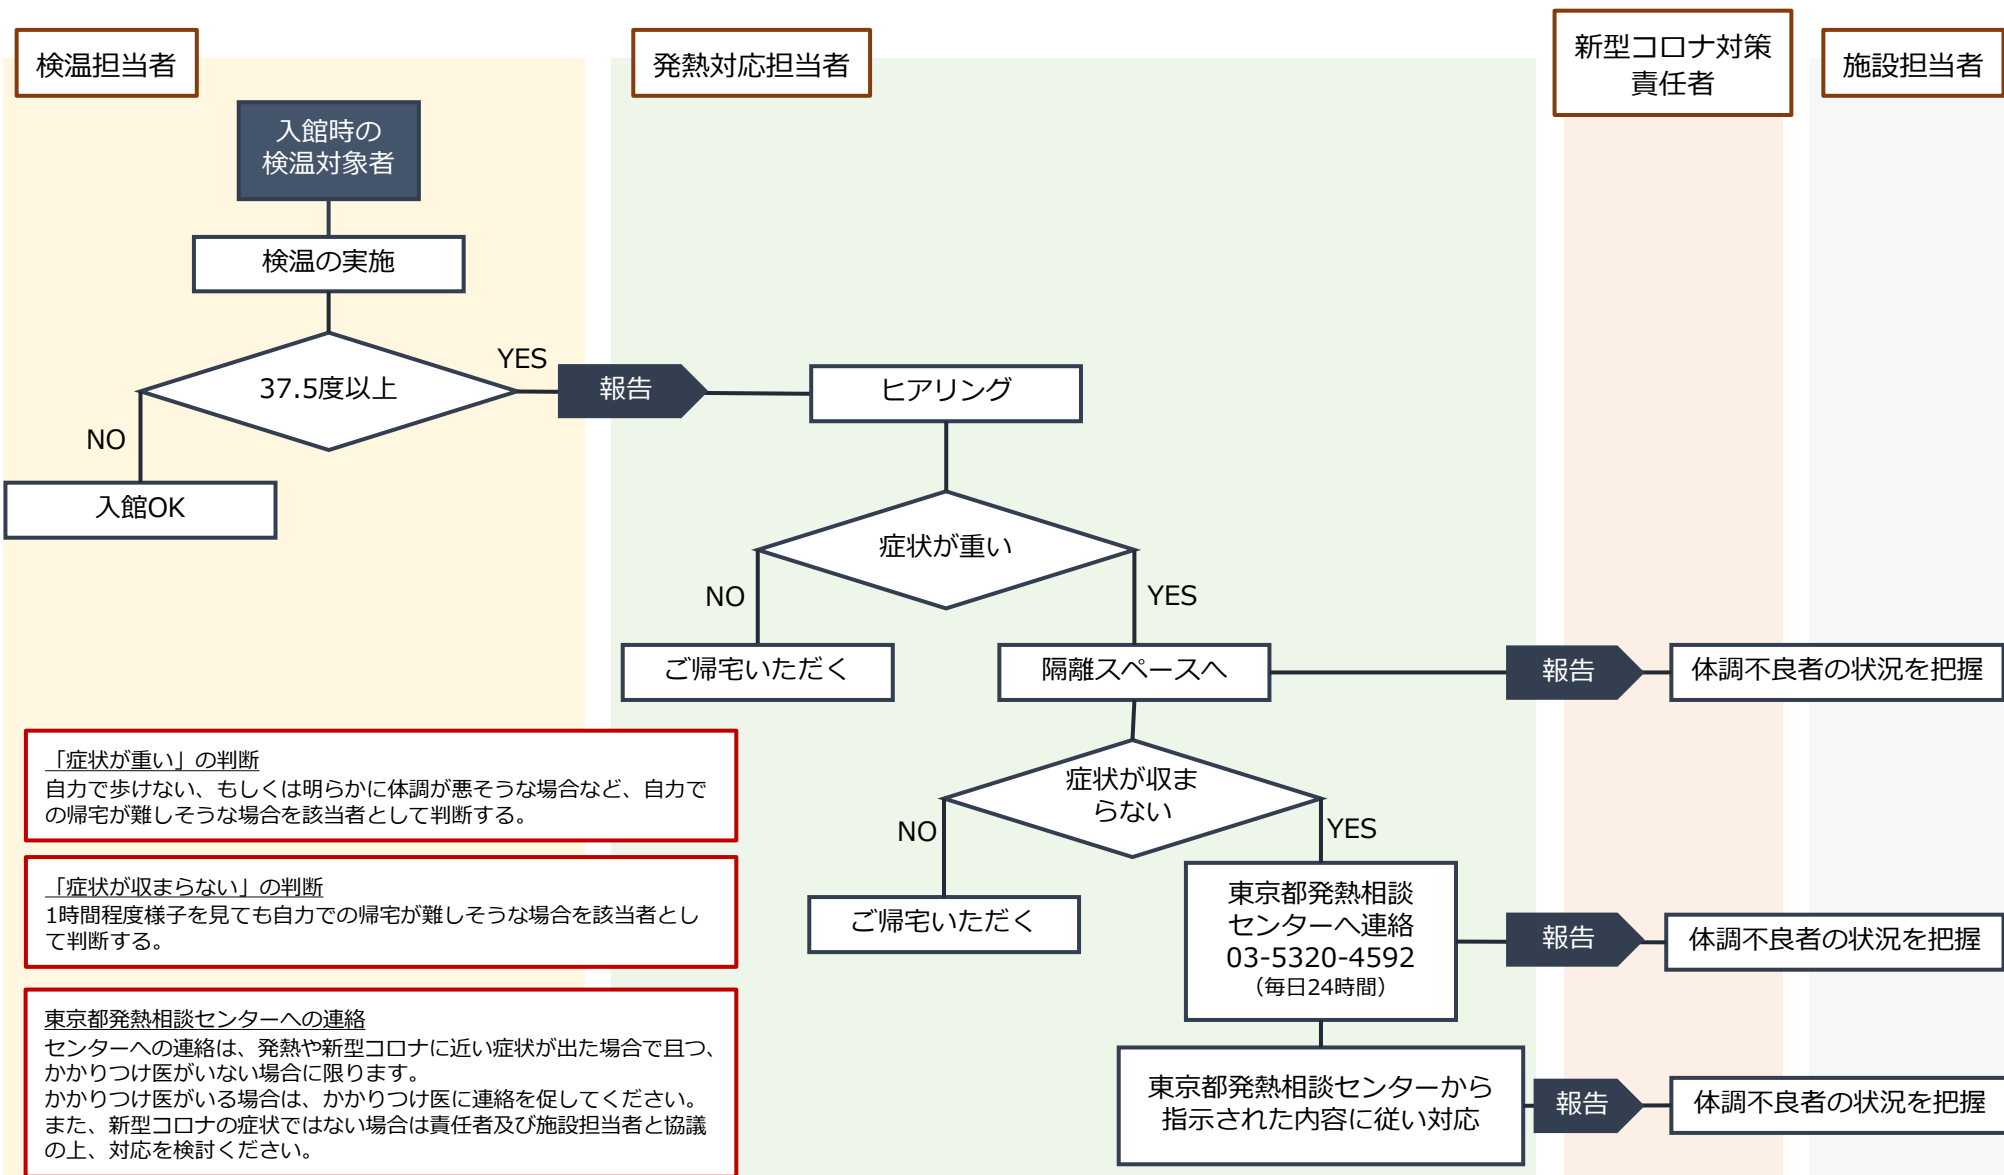 検温担当者
発熱対応担当者
新型コロナ対策
責任者
施設担当者
入館時の
検温対象者
検温の実施
37.5度以上
YES
NO
報告
ヒアリング
入館OK
症状が重い
NO
YES
ご帰宅いただく
隔離スペースへ
報告
体調不良者の状況を把握
症状が収ま
らない
NO
YES
ご帰宅いただく
東京都発熱相談
センターへ連絡
03-5320-4592
（毎日24時間）
報告
体調不良者の状況を把握
東京都発熱相談センターから
指示された内容に従い対応
報告
体調不良者の状況を把握
「症状が重い」の判断
自力で歩けない、もしくは明らかに体調が悪そうな場合など、自力で
の帰宅が難しそうな場合を該当者として判断する。
「症状が収まらない」の判断
1時間程度様子を見ても自力での帰宅が難しそうな場合を該当者とし
て判断する。
東京都発熱相談センターへの連絡
センターへの連絡は、発熱や新型コロナに近い症状が出た場合で且つ、
かかりつけ医がいない場合に限ります。
かかりつけ医がいる場合は、かかりつけ医に連絡を促してください。
また、新型コロナの症状ではない場合は責任者及び施設担当者と協議
の上、対応を検討ください。